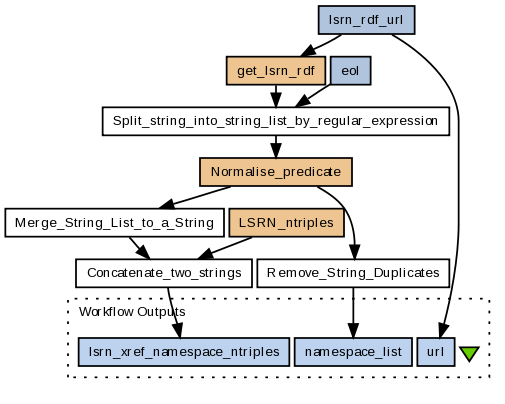 lsrn_rdf_url
get_lsrn_rdf
eol
Split_string_into_string_list_by_regular_expression
Normalise_predicate
Merge_String_List_to_a_String
LSRN_ntriples
Concatenate_two_strings
Remove_String_Duplicates
Workflow Outputs
lsrn_xref_namespace_ntriples
namespace_list
url